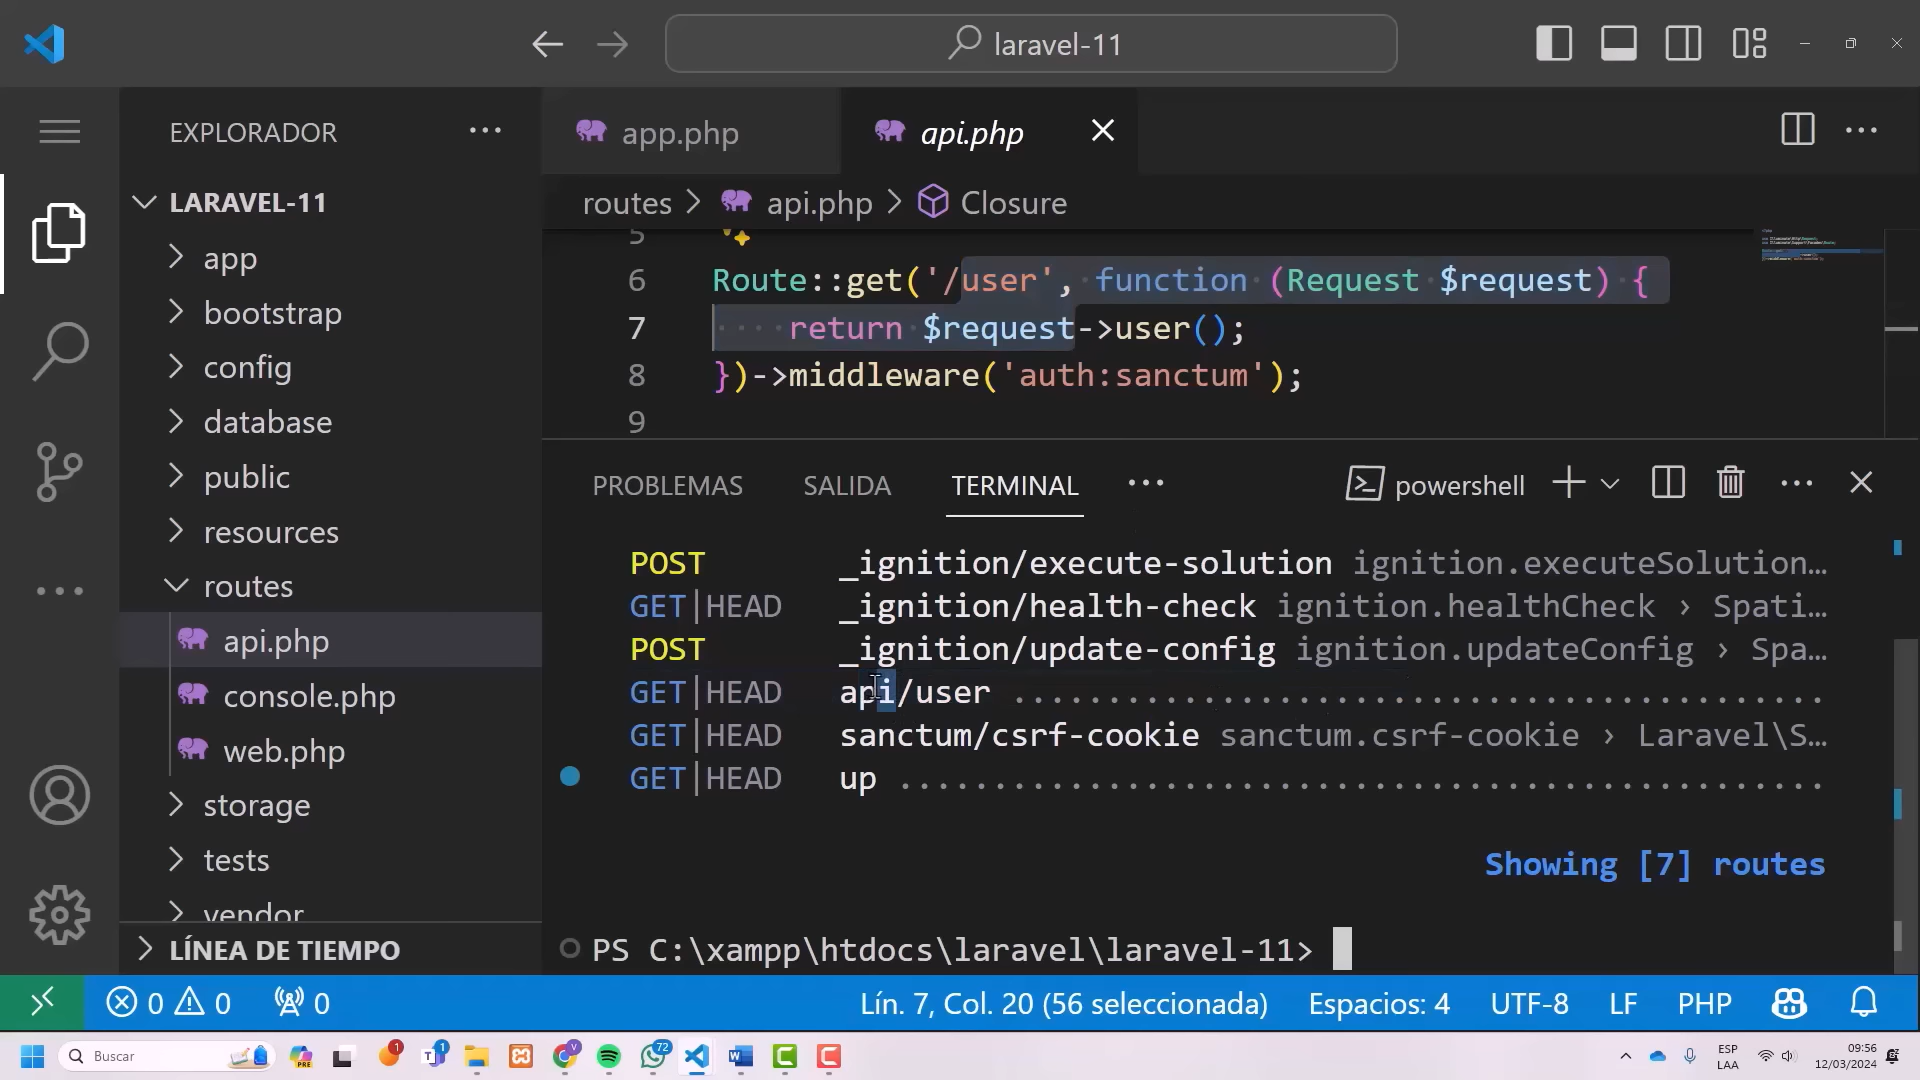 laravel-11
EXPLORADOR
LARAVEL-11
app
bootstrap
config
database
public
resources
routes
api.php
console.php
web.php
storage
tests
vendor
LÍNEA DE TIEMPO
app.php
api.php
routes > api.php > Closure
5
6 Route::get('/user', function (Request $request) {
7 return $request->user();
8 })->middleware('auth:sanctum');
9
PROBLEMAS SALIDA TERMINAL powershell
POST _ignition/execute-solution ignition.executeSolution…
GET|HEAD _ignition/health-check ignition.healthCheck › Spati…
POST _ignition/update-config ignition.updateConfig › Spa…
GET|HEAD api/user ..........................................
GET|HEAD sanctum/csrf-cookie sanctum.csrf-cookie › Laravel\S…
GET|HEAD up ................................................
Showing [7] routes
PS C:\xampp\htdocs\laravel\laravel-11>
0 0 0 Lín. 7, Col. 20 (56 seleccionada) Espacios: 4 UTF-8 LF PHP
Buscar PRE 1 1 V 72 ESP 09:56
LAA 12/03/2024